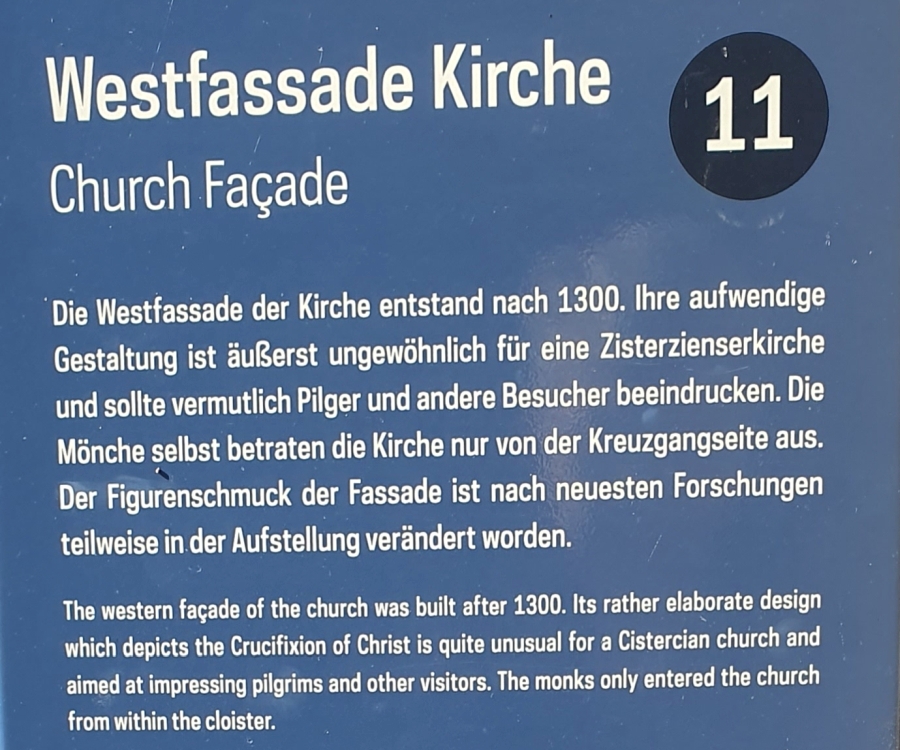 Westfassade Kirche
11
Church Façade
Die Westfassade der Kirche entstand nach 1300. Ihre aufwendige
Gestaltung ist äußerst ungewöhnlich für eine Zisterzienserkirche
und sollte vermutlich Pilger und andere Besucher beeindrucken. Die
Mönche selbst betraten die Kirche nur von der Kreuzgangseite aus.
Der Figurenschmuck der Fassade ist nach neuesten Forschungen
teilweise in der Aufstellung verändert worden.
The western façade of the church was built after 1300. Its rather elaborate design
which depicts the Crucifixion of Christ is quite unusual for a Cistercian church and
aimed at impressing pilgrims and other visitors. The monks only entered the church
from within the cloister.